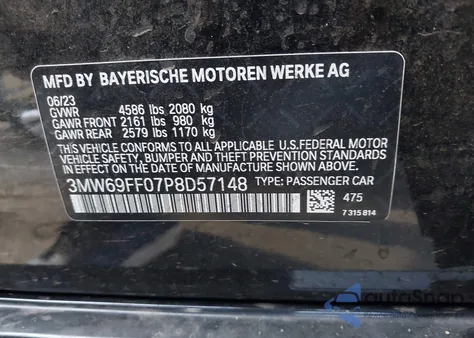 MFD BY BAYERISCHE MOTOREN WERKE AG
06/23
GVWR 4586 lbs 2080 kg
GAWR FRONT 2161 lbs 980 kg
GAWR REAR 2579 lbs 1170 kg
THIS VEHICLE CONFORMS TO ALL APPLICABLE
U.S.FEDERAL MOTOR
VEHICLE SAFETY, BUMPER AND THEFT PREVENTION
STANDARDS IN EFFECT ON THE DATE OF
MANUFACTURE SHOWN ABOVE.
3MW69FF07P8D57148 TYPE: PASSENGER CAR
475
7 315 814
autoSnap